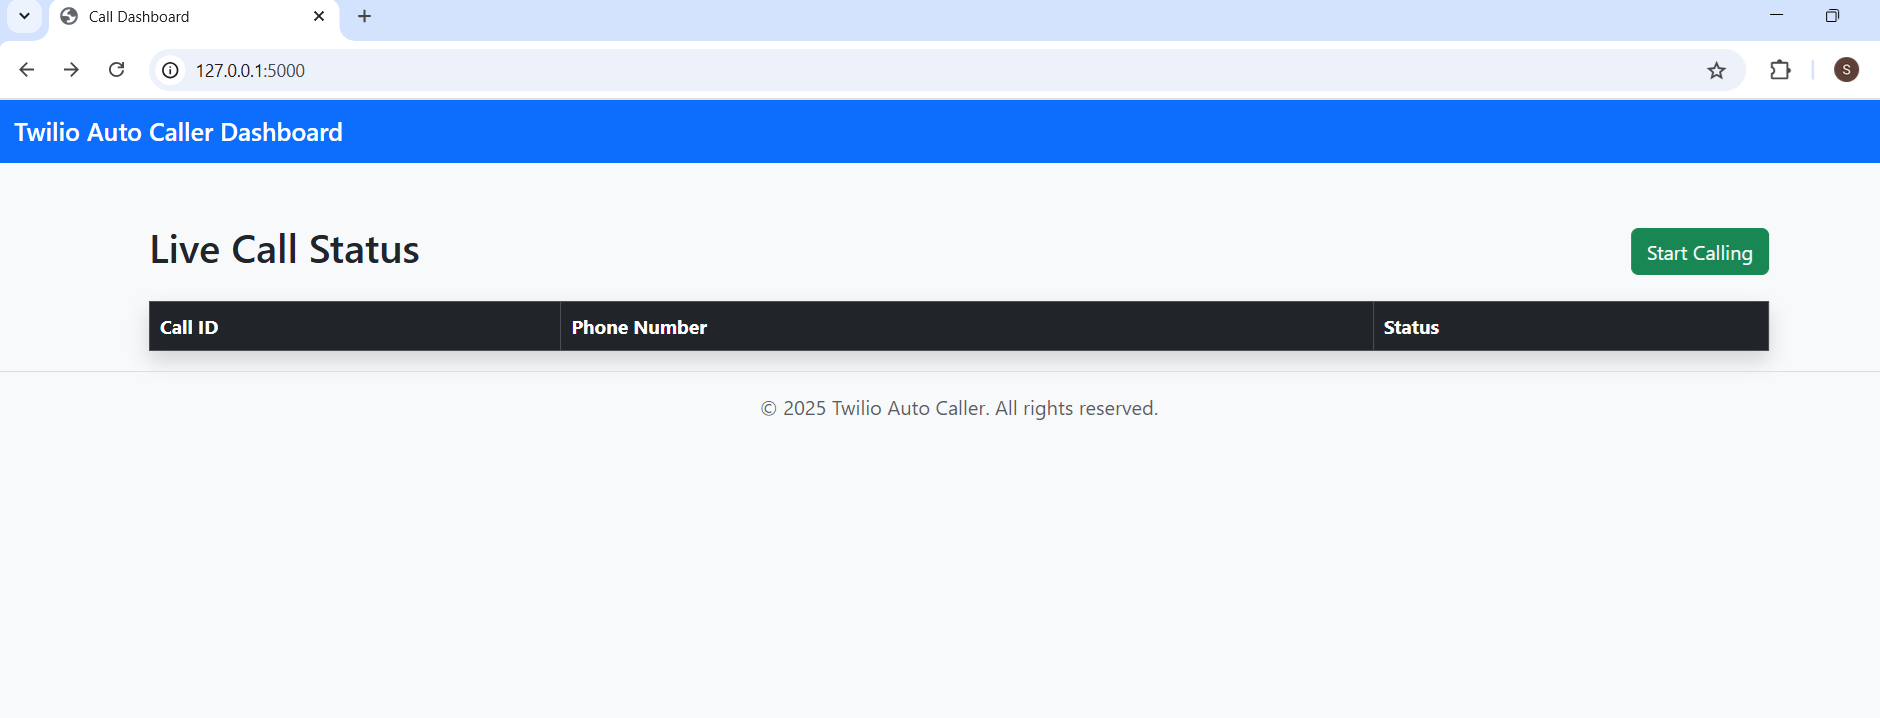 Call Dashboard
127.0.0.1:5000
S
Twilio Auto Caller Dashboard
Live Call Status
Start Calling
Call ID Phone Number Status
© 2025 Twilio Auto Caller. All rights reserved.